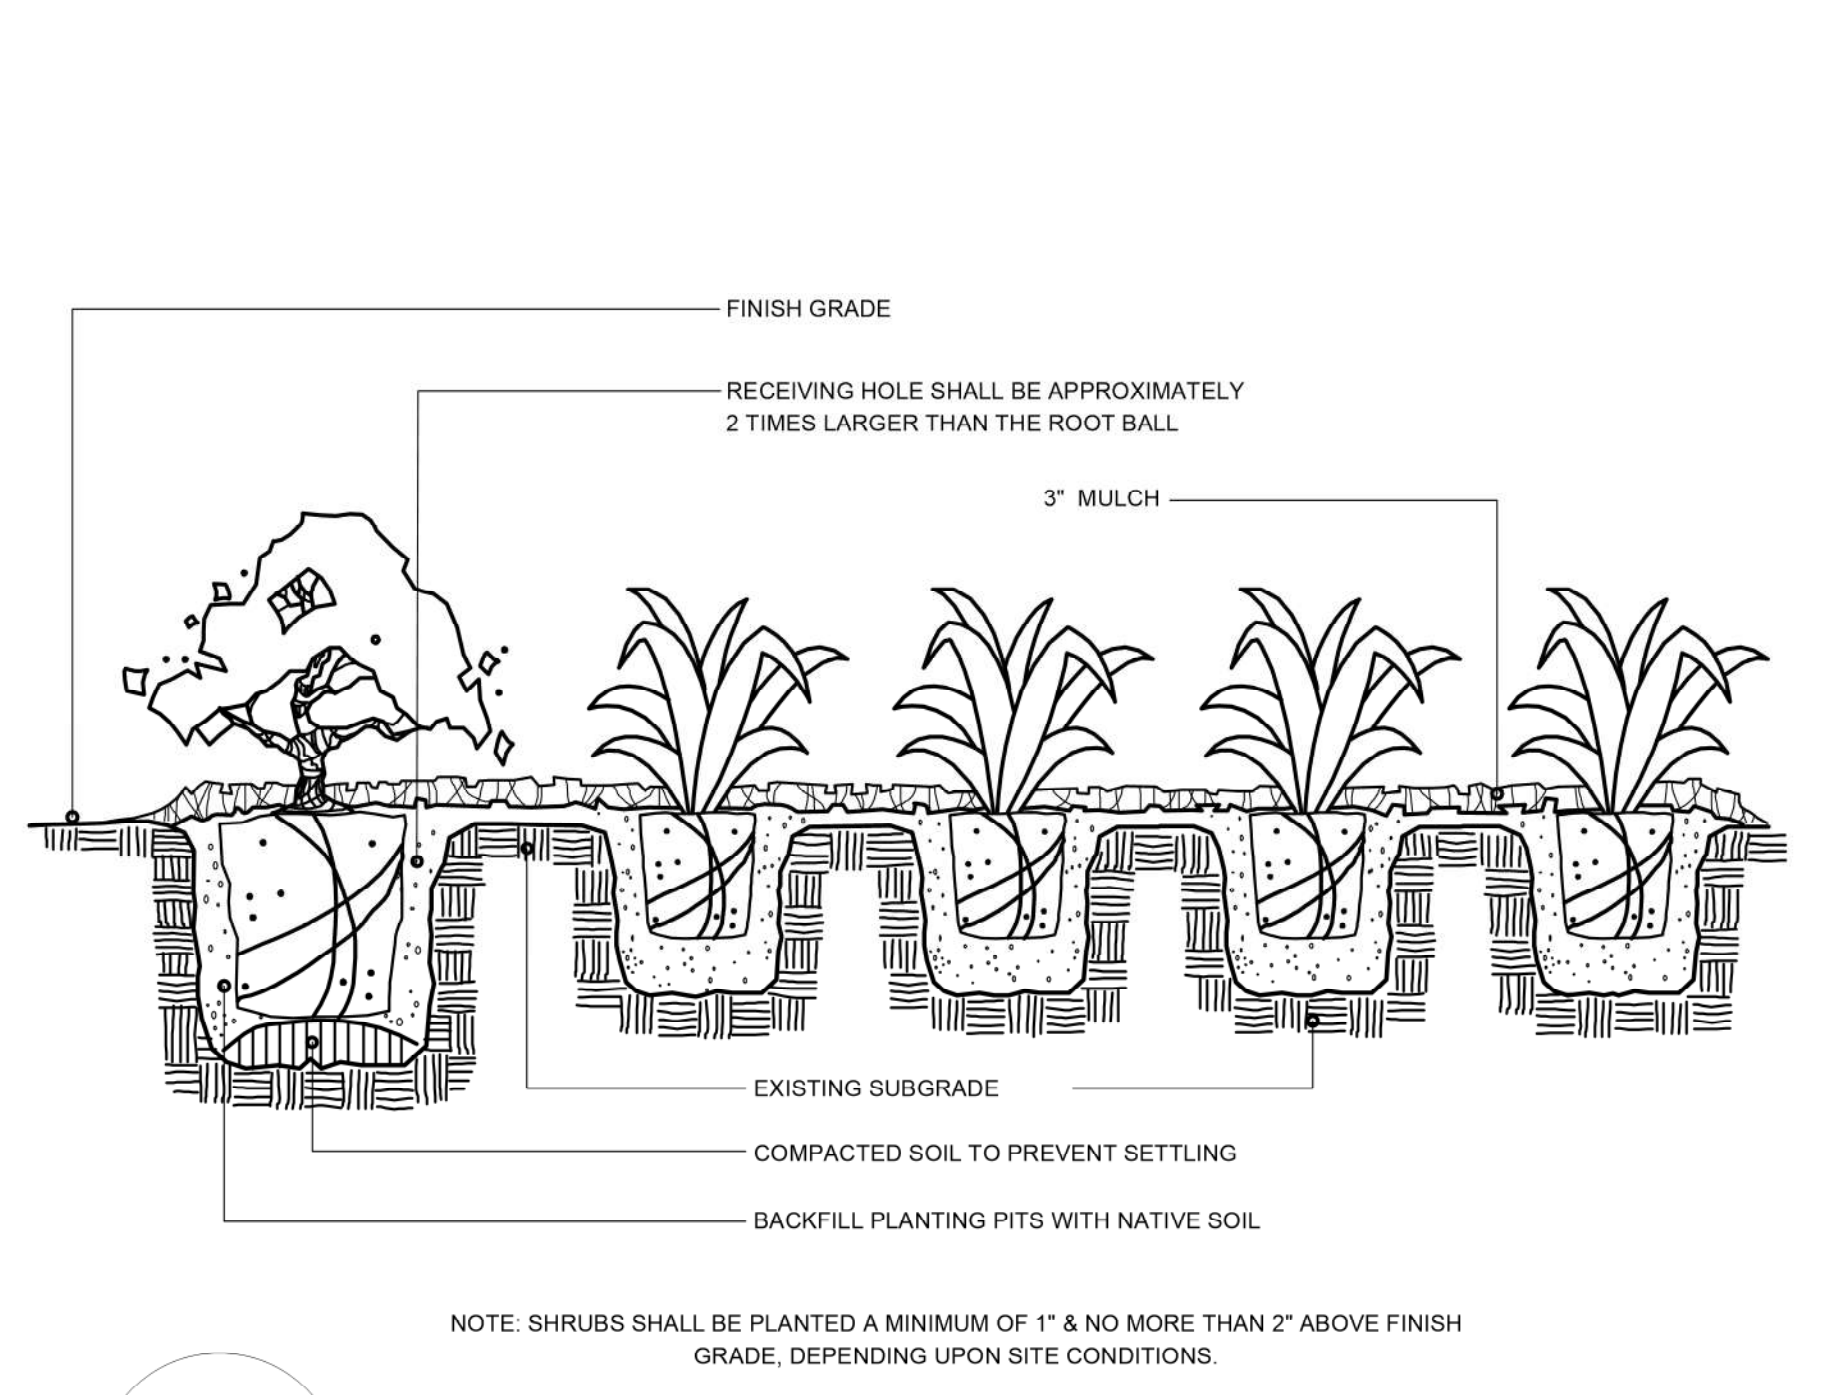 FINISH GRADE
RECEIVING HOLE SHALL BE APPROXIMATELY
2 TIMES LARGER THAN THE ROOT BALL
3" MULCH
EXISTING SUBGRADE
COMPACTED SOIL TO PREVENT SETTLING
BACKFILL PLANTING PITS WITH NATIVE SOIL
NOTE: SHRUBS SHALL BE PLANTED A MINIMUM OF 1" & NO MORE THAN 2" ABOVE FINISH
GRADE, DEPENDING UPON SITE CONDITIONS.